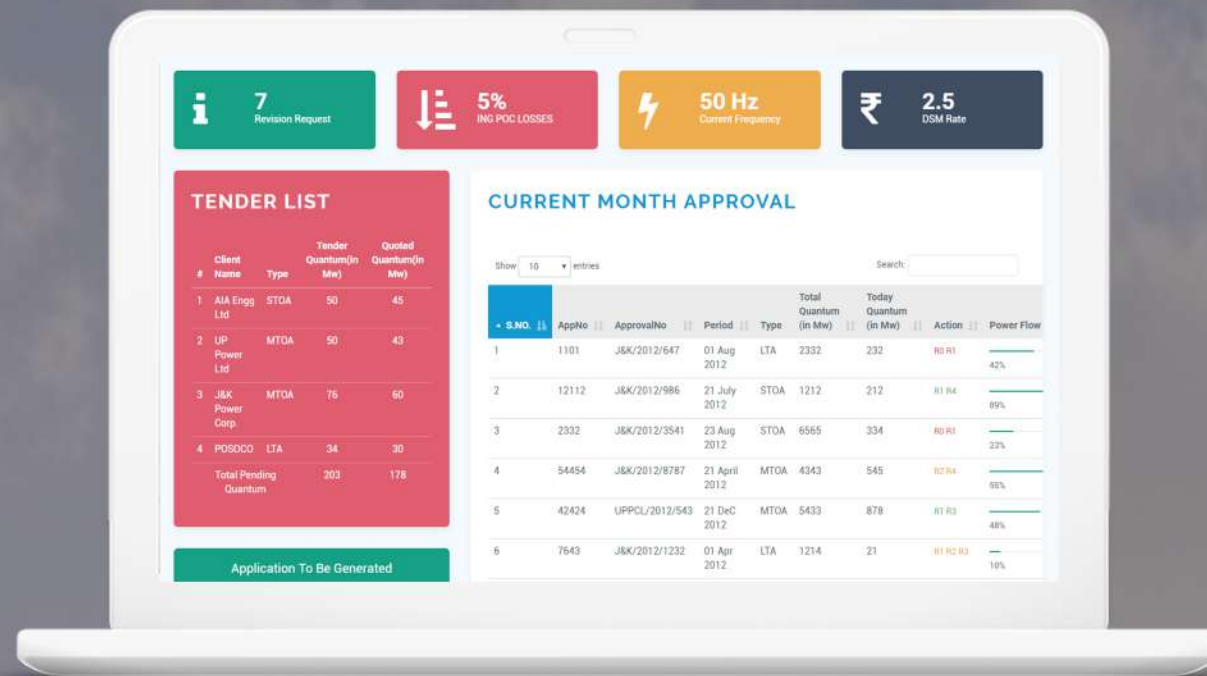 7
Revision Request
5%
ING POC LOSSES
50 Hz
Current Frequency
2.5
DSM Rate
TENDER LIST
# Client Name Type Tender Quantum(in Mw) Quoted Quantum(in Mw)
1 AIA Engg Ltd STOA 50 45
2 UP Power Ltd MTOA 50 43
3 J&K Power Corp. MTOA 76 60
4 POSOCO LTA 34 30
Total Pending Quantum 203 178
Application To Be Generated
CURRENT MONTH APPROVAL
Show 10 entries
Search:
S.NO. AppNo ApprovalNo Period Type Total Quantum (in Mw) Today Quantum (in Mw) Action Power Flow
1 1101 J&K/2012/647 01 Aug 2012 LTA 2332 232 R0 R1 42%
2 12112 J&K/2012/986 21 July 2012 STOA 1212 212 R1 R4 89%
3 2332 J&K/2012/3541 23 Aug 2012 STOA 6565 334 R0 R1 23%
4 54454 J&K/2012/8787 21 April 2012 MTOA 4343 545 R2 R4
5 42424 UPPCL/2012/543 21 DeC 2012 MTOA 5433 878 R1 R3 48%
6 7643 J&K/2012/1232 01 Apr 2012 LTA 1214 21 R1 R2 R3 10%